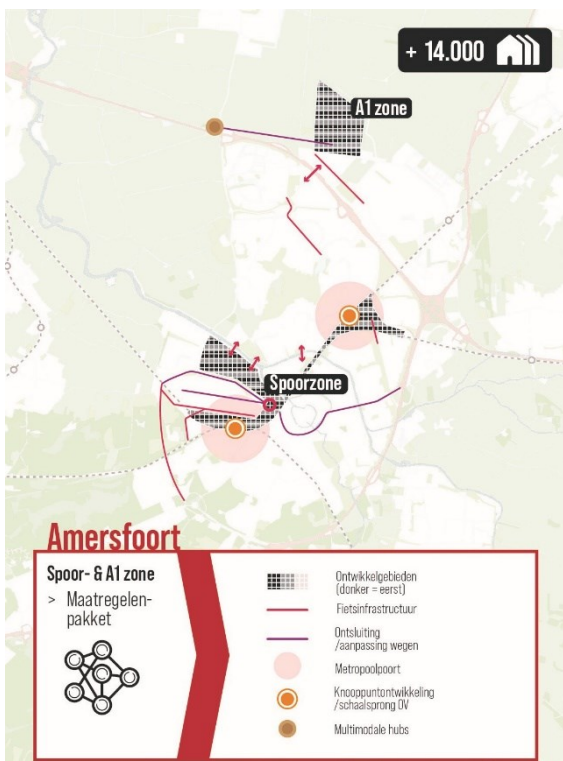 + 14.000
A1 zone
Spoorzone
Amersfoort
Spoor- & A1 zone
> Maatregelen-
pakket
Ontwikkelgebieden
(donker = eerst)
Fietsinfrastructuur
Ontsluiting
/aanpassing wegen
Metropoolpoort
Knooppuntontwikkeling
/schaalsprong OV
Multimodale hubs